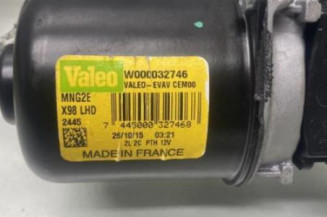 Valeo
W000032746
VALEO-EVAV CEM00
MNG2E
X98 LHD
2445
7 445000 327468
26/10/15 03:21
2L 2C PTH 12V
MADE IN FRANCE